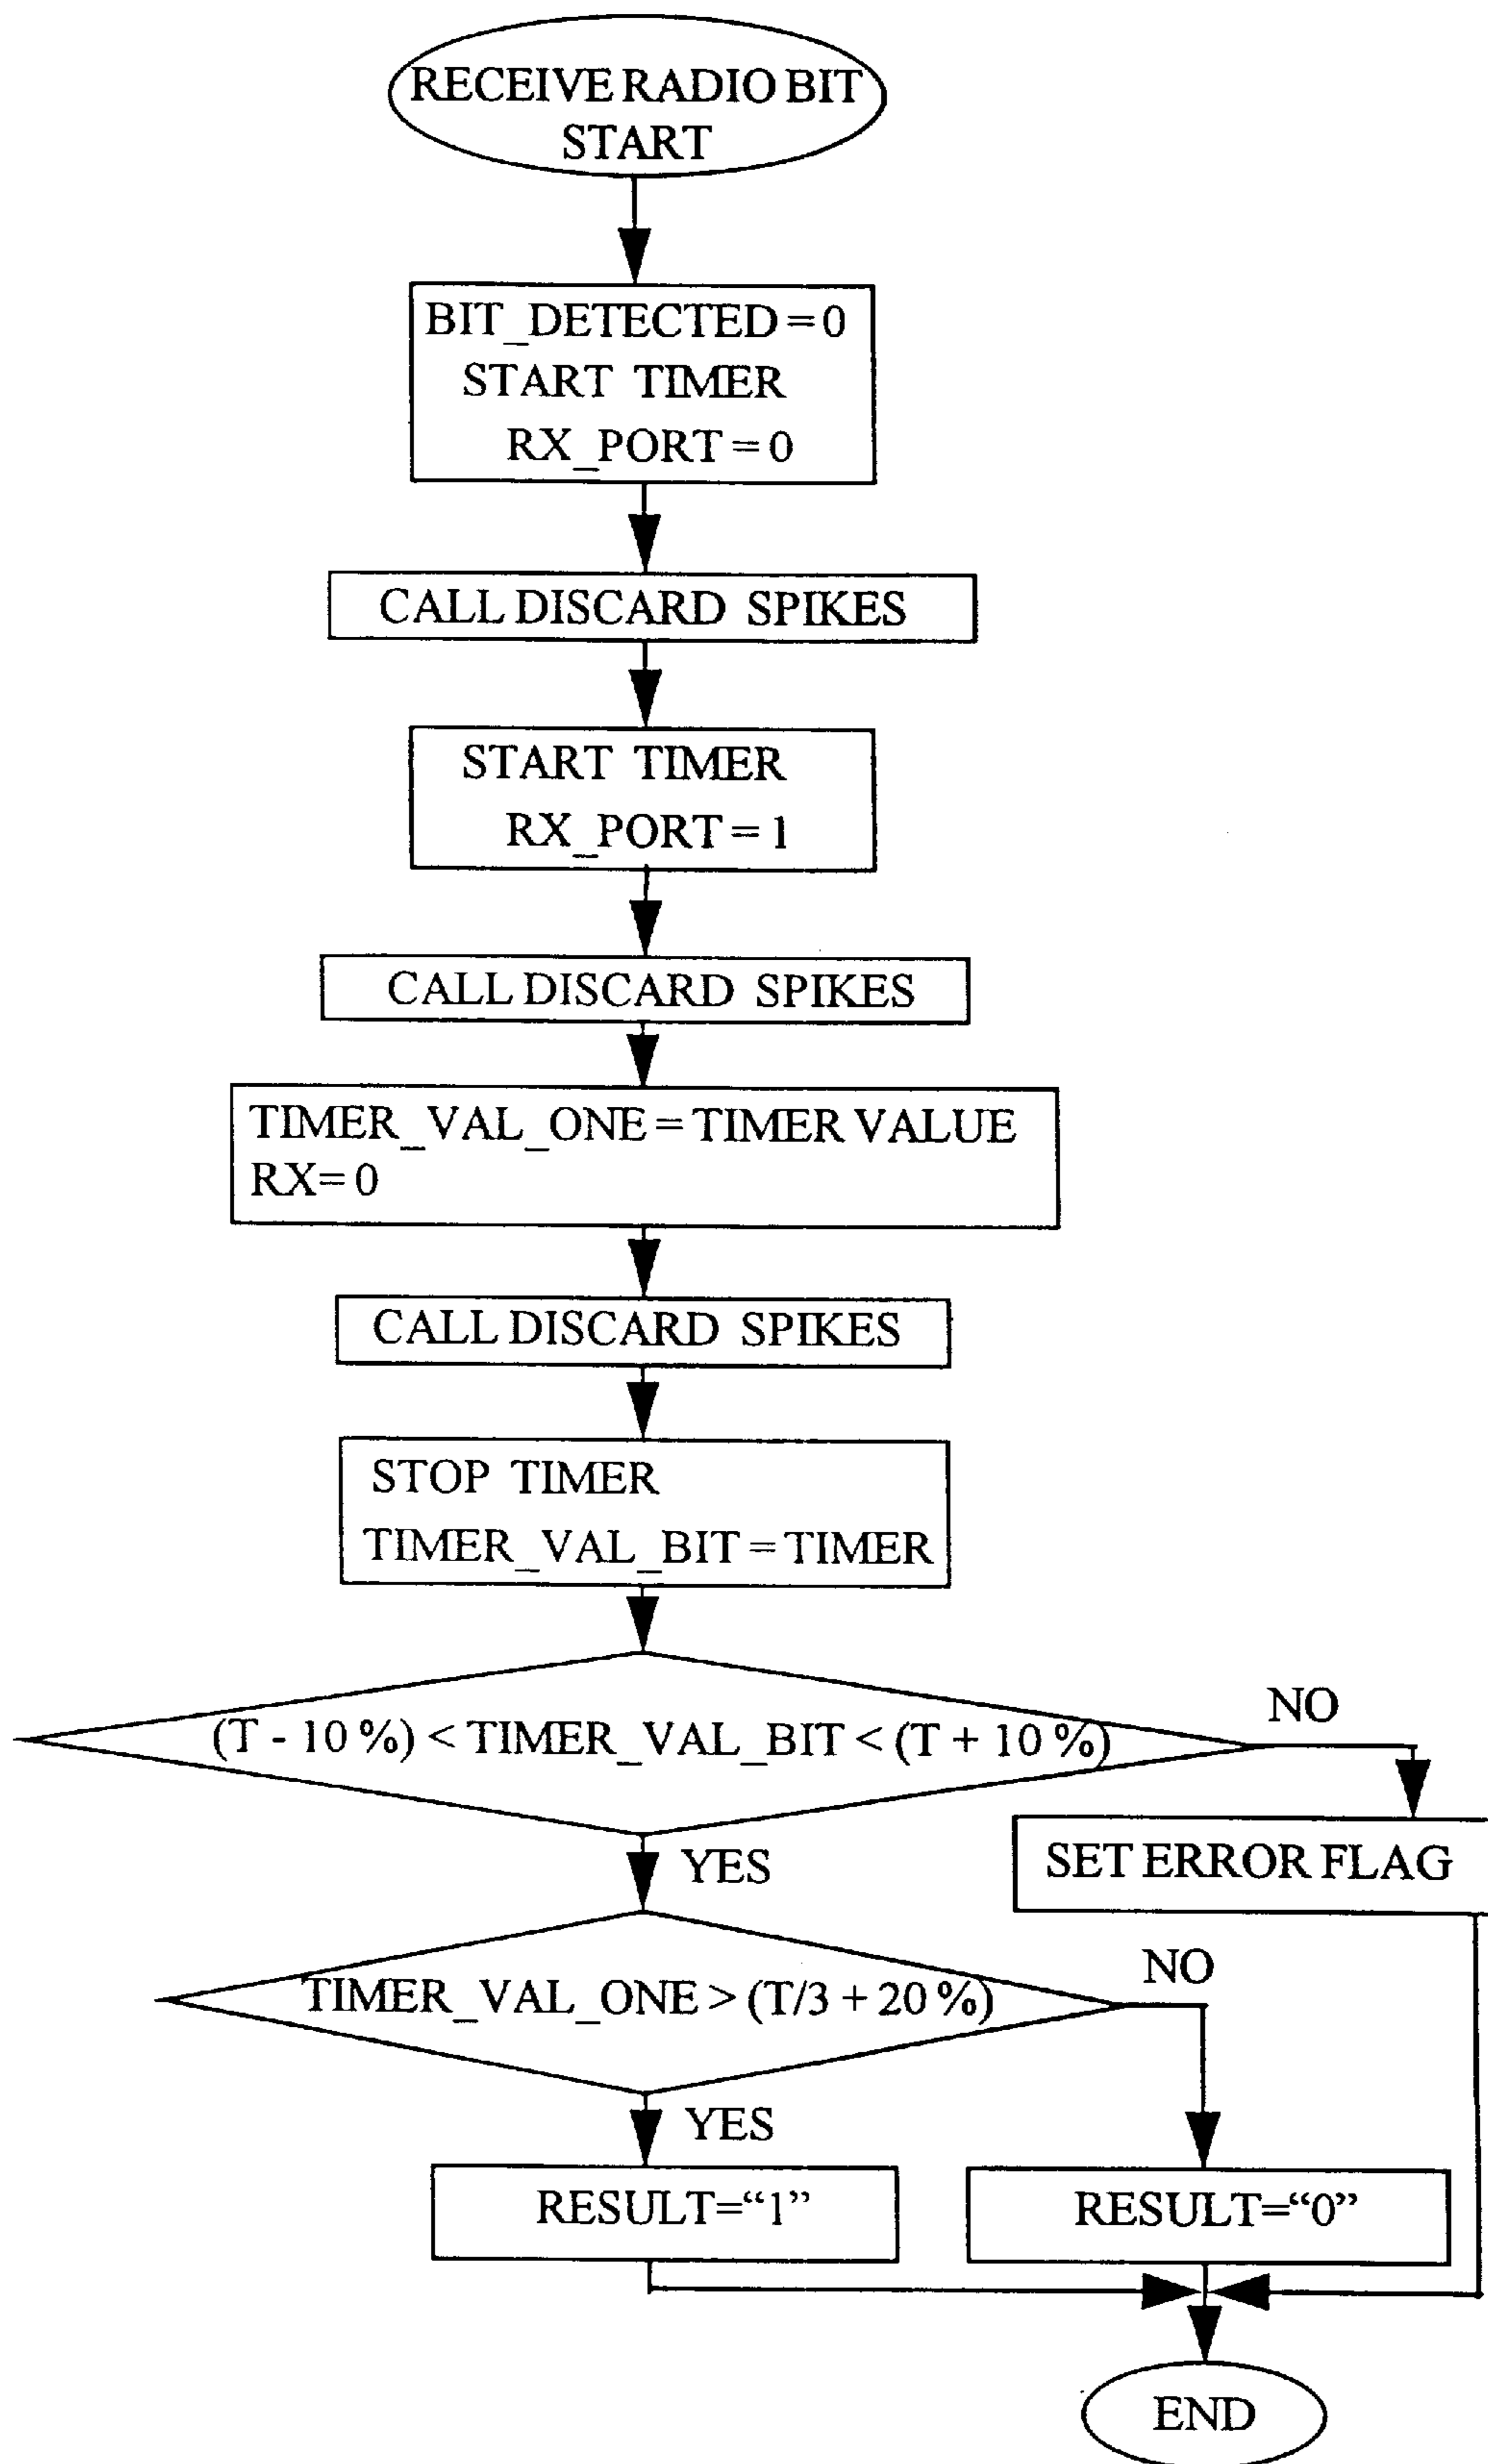 RECEIVE RADIO BIT
START
BIT_DETECTED = 0
START TIMER
RX_PORT = 0
CALL DISCARD SPIKES
START TIMER
RX_PORT = 1
CALL DISCARD SPIKES
TIMER_VAL_ONE = TIMER VALUE
RX= 0
CALL DISCARD SPIKES
STOP TIMER
TIMER_VAL_BIT = TIMER
(T - 10 %) < TIMER_VAL_BIT < (T + 10 %)
NO
SET ERROR FLAG
YES
TIMER_VAL_ONE > (T/3 + 20 %)
NO
YES
RESULT=“1”
RESULT=“0”
END